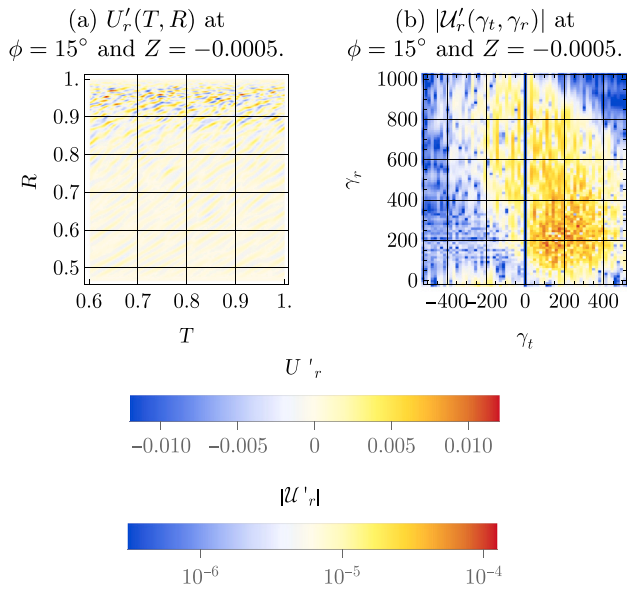 (a) U′r(T, R) at
ϕ = 15° and Z = −0.0005.
(b) |𝒰′r(γt, γr)| at
ϕ = 15° and Z = −0.0005.
1.
0.9
0.8
0.7
0.6
0.5
R
0.6 0.7 0.8 0.9 1.
T
1000
800
600
400
200
0
γr
−400 −200 0 200 400
γt
U ′r
−0.010 −0.005 0 0.005 0.010
|𝒰 ′r|
10⁻⁶ 10⁻⁵ 10⁻⁴